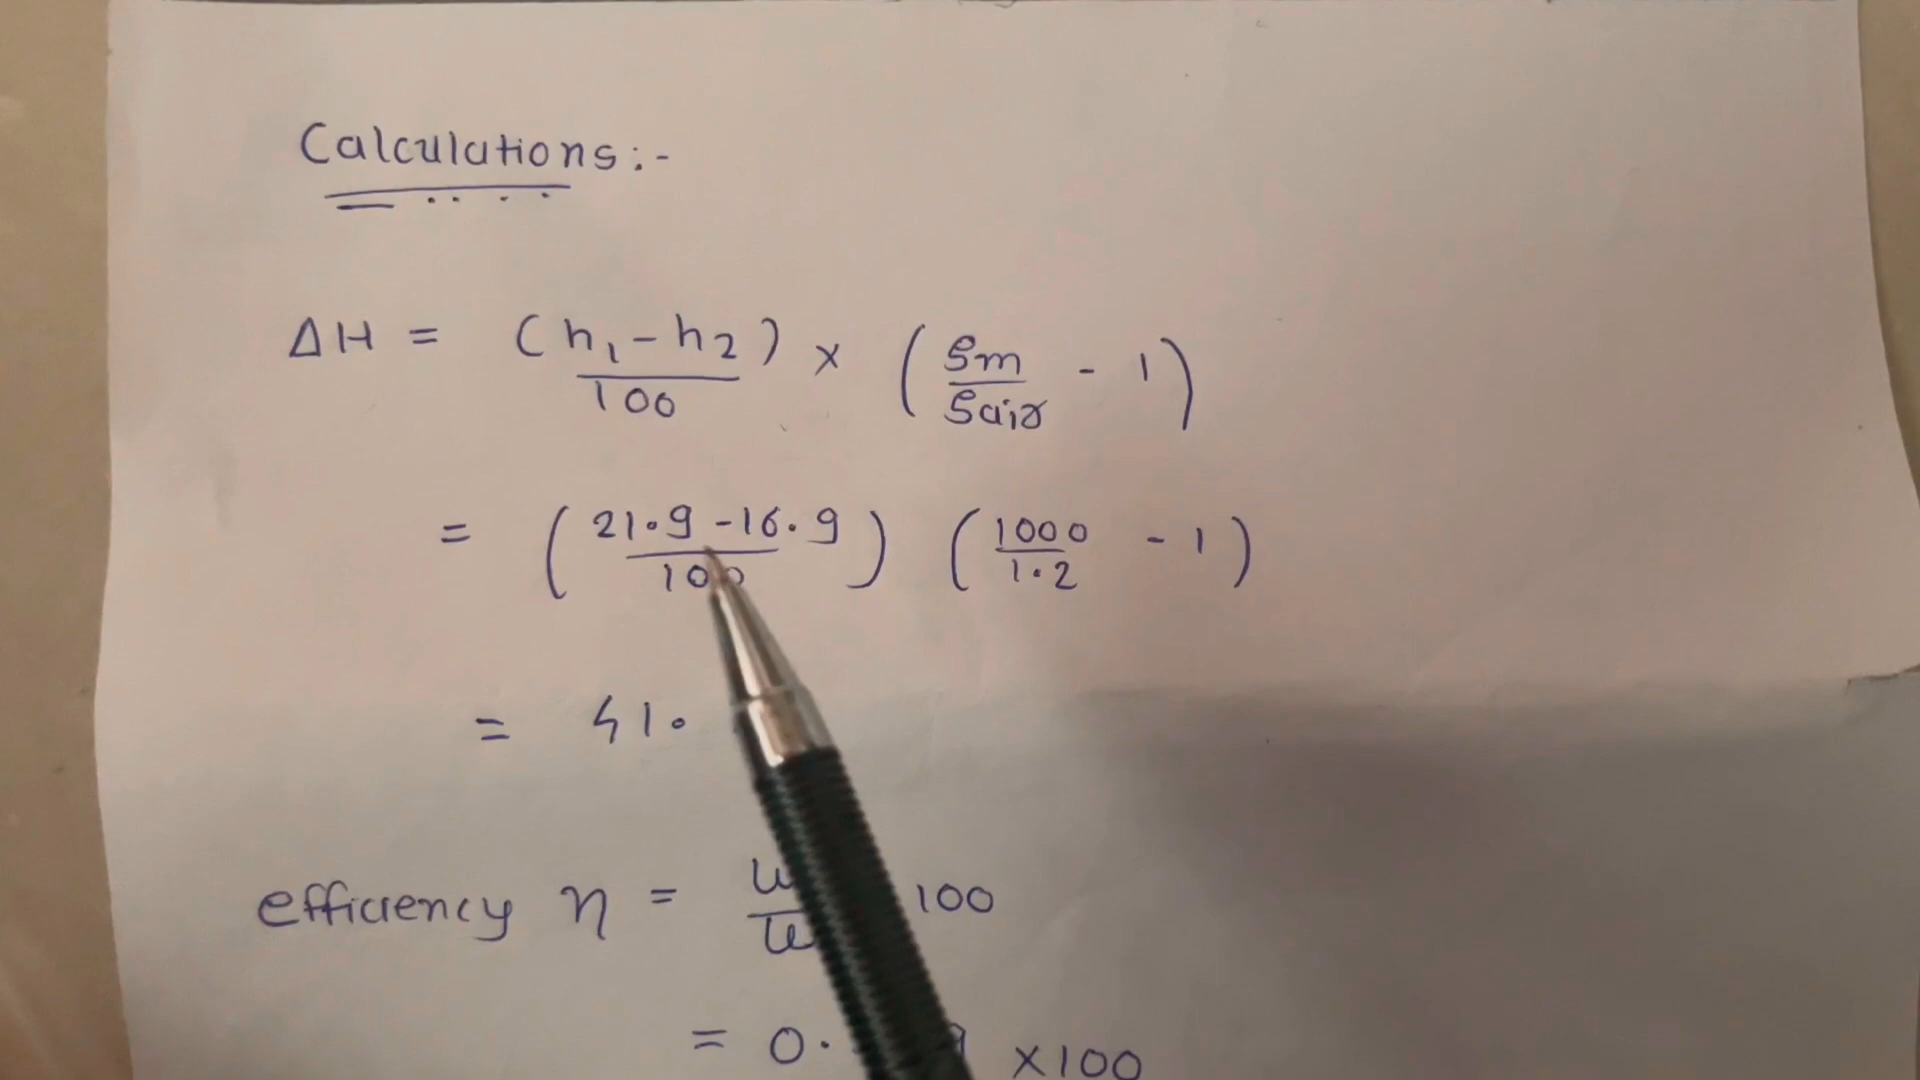 Calculations:-
ΔH = (h₁-h₂)/100 × (ρm/ρair - 1)
= (21.9-16.9/100) (1000/1.2 - 1)
= 41.
efficiency η = 100
= 0. ×100